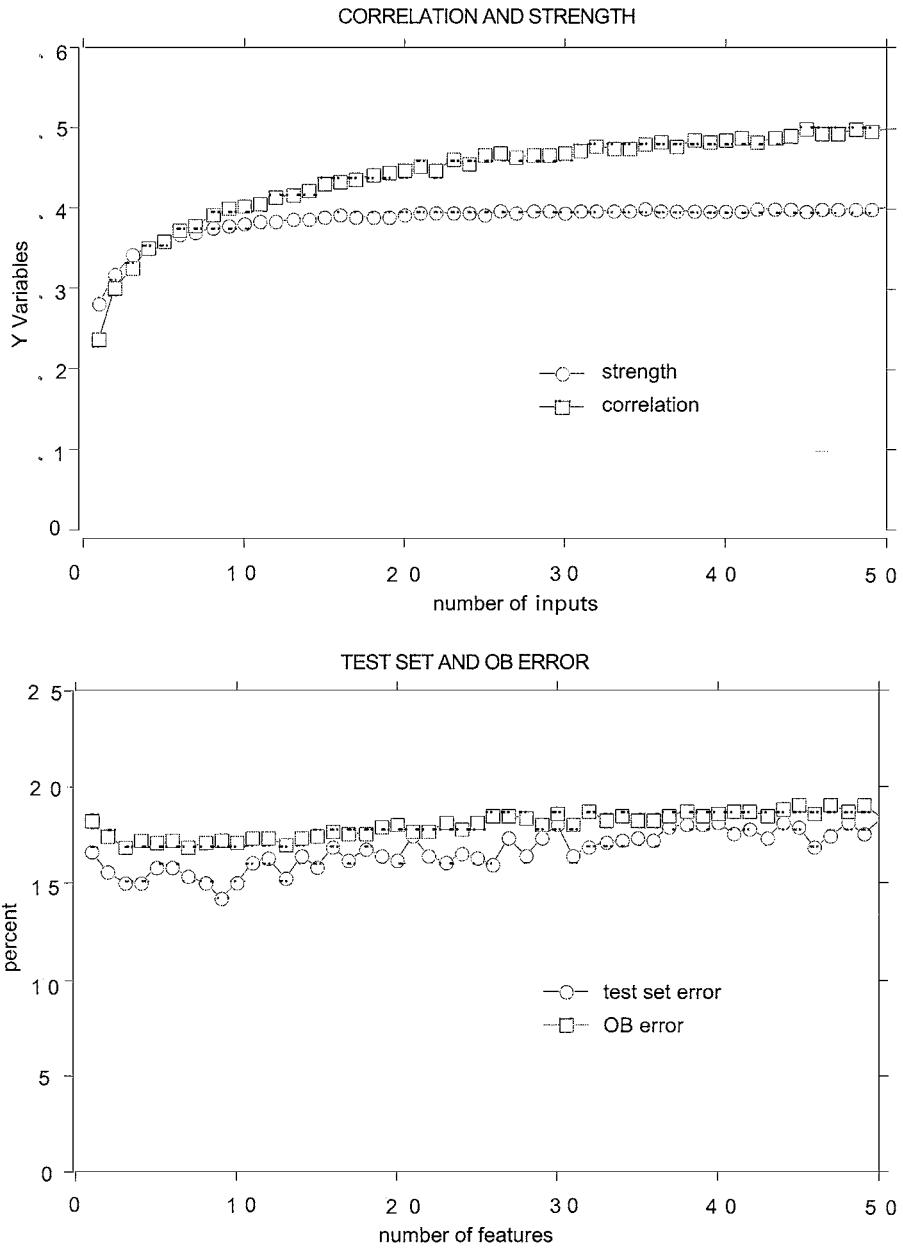 CORRELATION AND STRENGTH
. 6
. 5
. 4
. 3
. 2
. 1
0
Y Variables
strength
correlation
0 1 0 2 0 3 0 4 0 5 0
number of inputs
TEST SET AND OB ERROR
2 5
2 0
1 5
1 0
5
0
percent
test set error
OB error
0 1 0 2 0 3 0 4 0 5 0
number of features